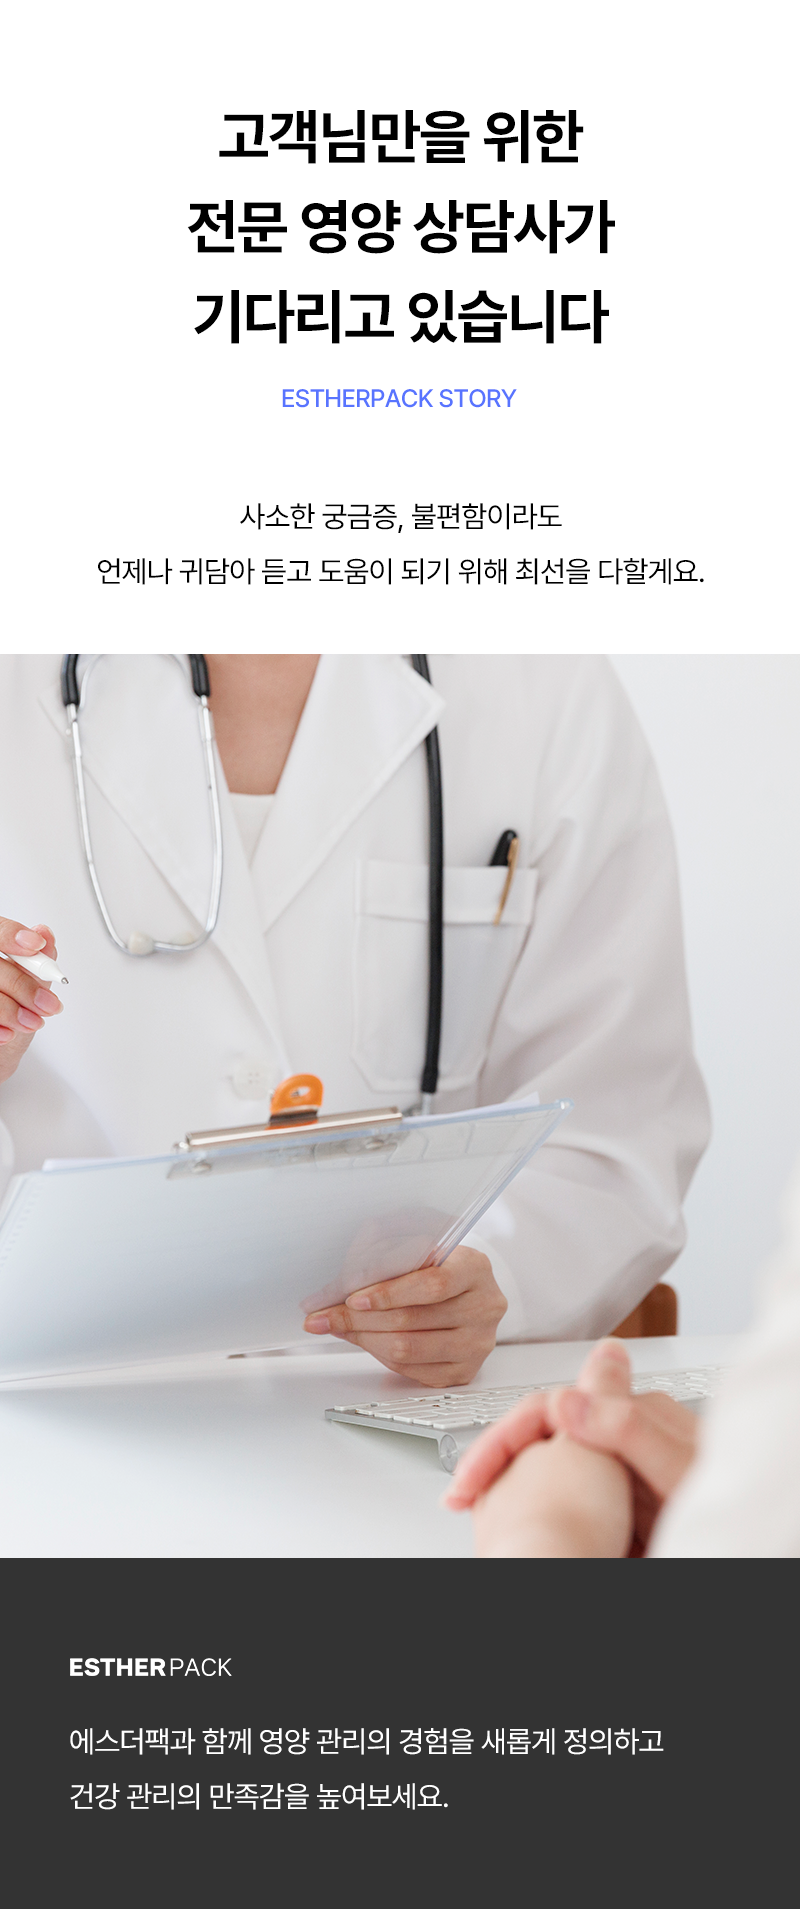 고객님만을 위한
전문 영양 상담사가
기다리고 있습니다
ESTHERPACK STORY
사소한 궁금증, 불편함이라도
언제나 귀담아 듣고 도움이 되기 위해 최선을 다할게요.
ESTHERPACK
에스더팩과 함께 영양 관리의 경험을 새롭게 정의하고
건강 관리의 만족감을 높여보세요.